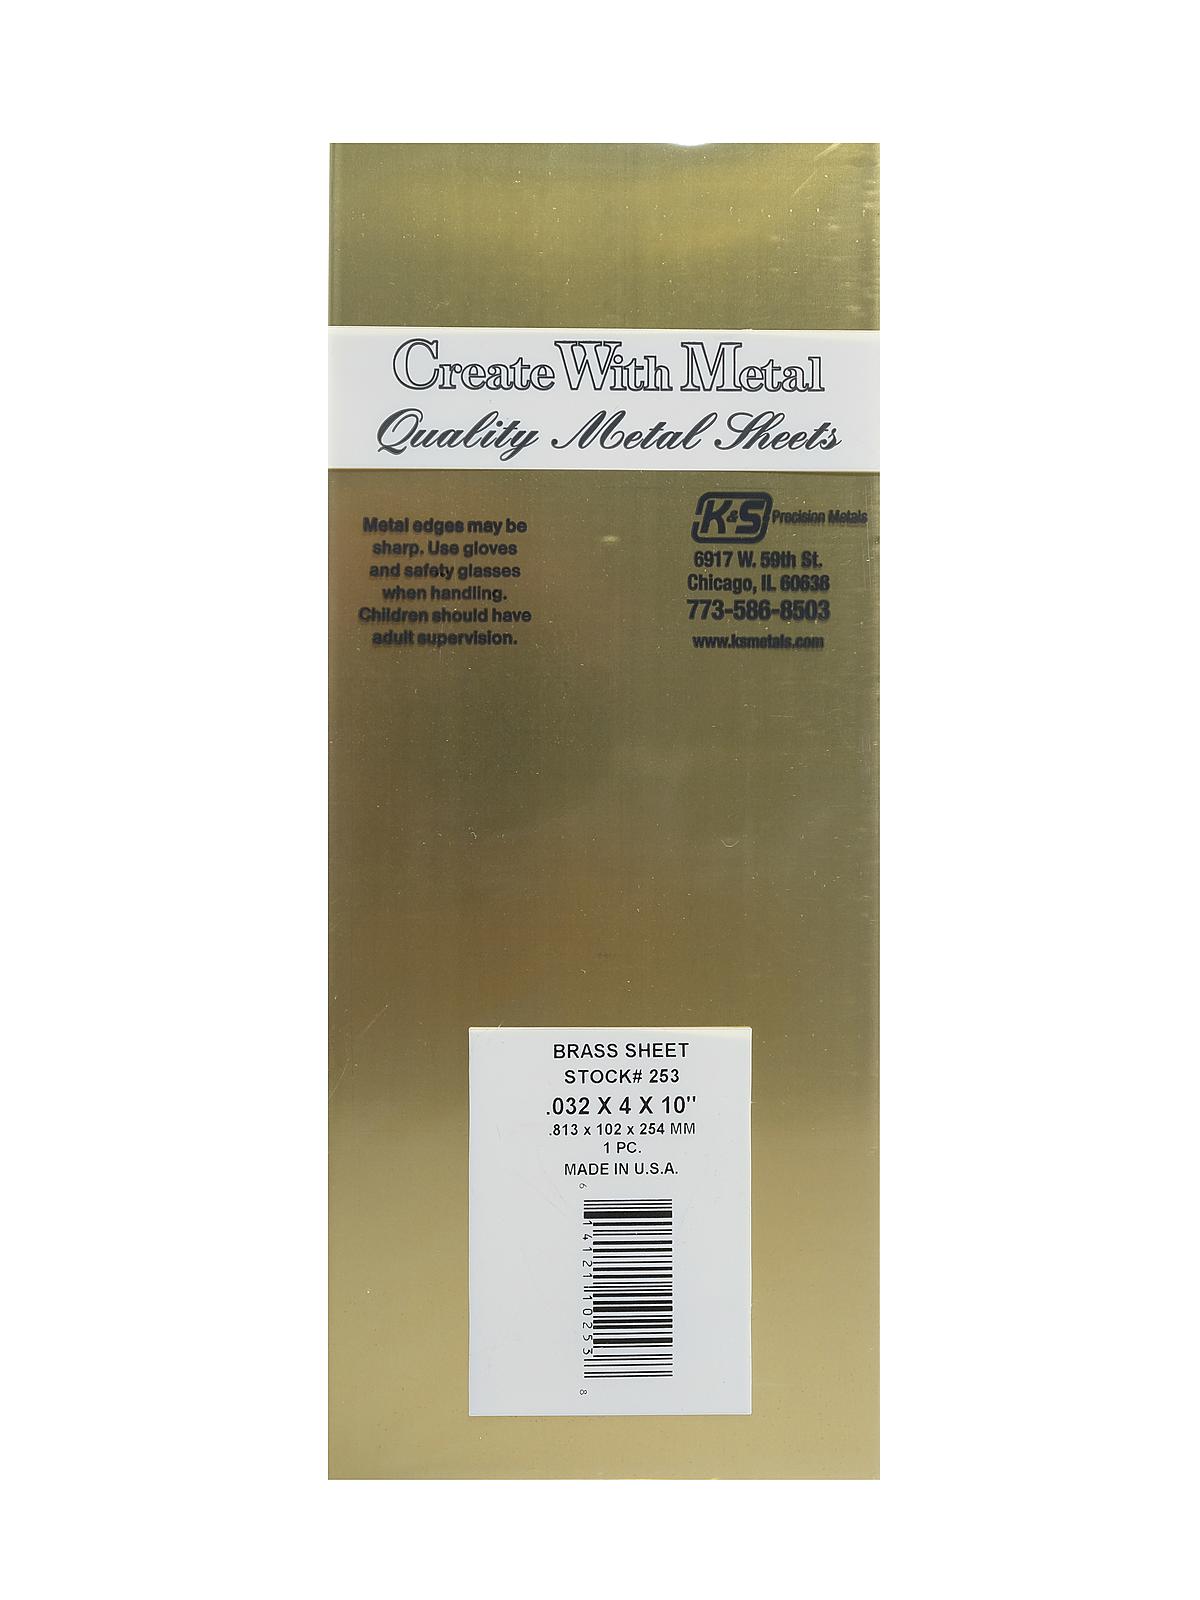 Create With Metal
Quality Metal Sheets
Metal edges may be
sharp. Use gloves
and safety glasses
when handling.
Children should have
adult supervision.
K&S Precision Metals
6917 W. 59th St.
Chicago, IL 60638
773-586-8503
www.ksmetals.com
BRASS SHEET
STOCK# 253
.032 X 4 X 10"
.813 x 102 x 254 MM
1 PC.
MADE IN U.S.A.
6 14121 10253 8